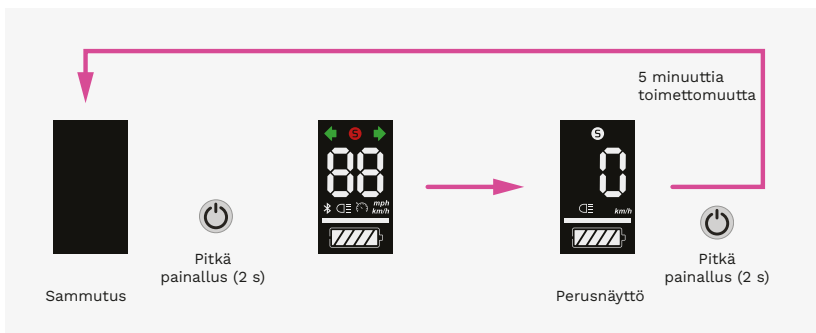 5 minuuttia
toimettomuutta
S
88
mph
km/h
S
0
km/h
Pitkä
painallus (2 s)
Sammutus
Pitkä
painallus (2 s)
Perusnäyttö